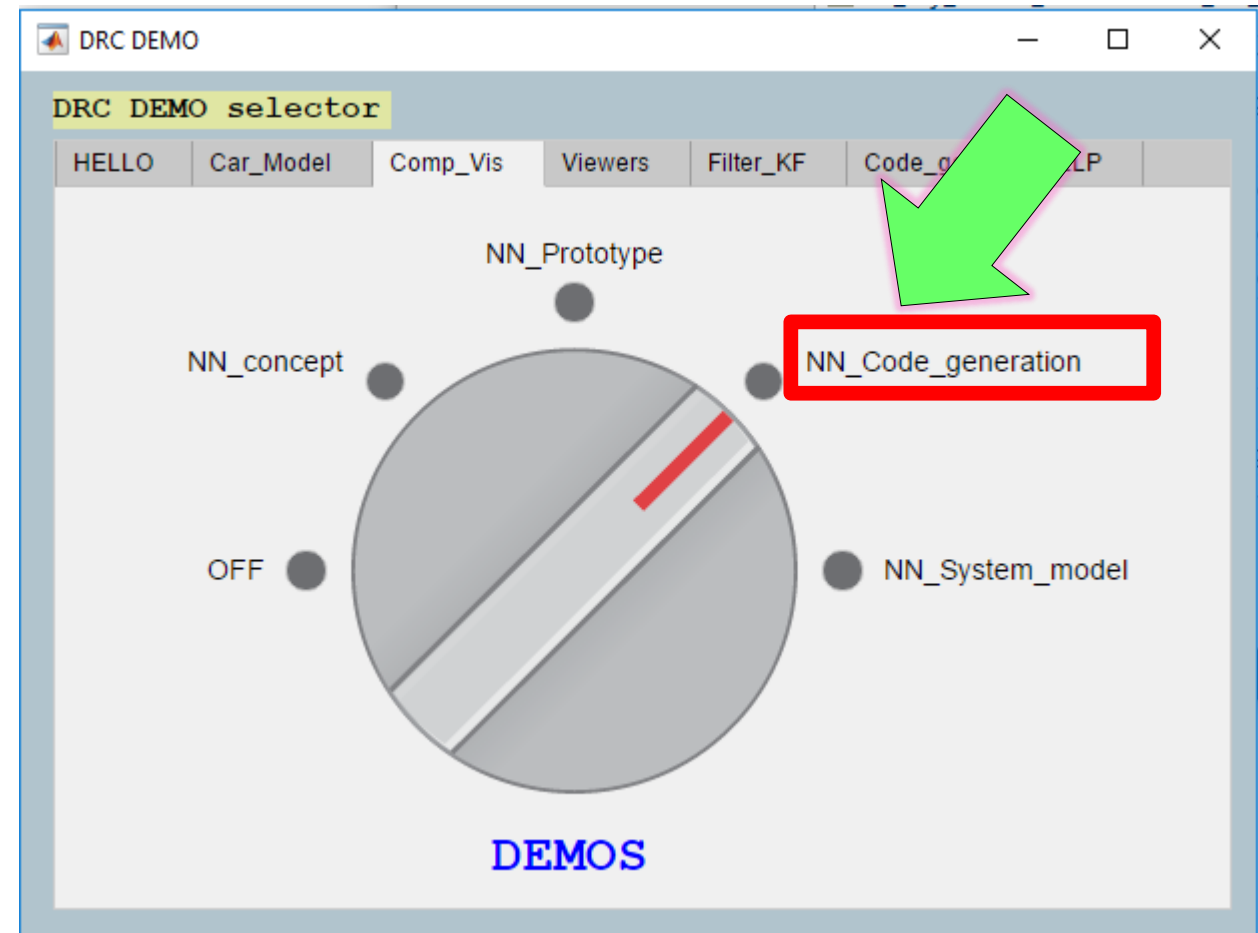 DRC DEMO
DRC DEMO selector
HELLO Car_Model Comp_Vis Viewers Filter_KF
NN_Prototype
NN_concept NN_Code_generation
OFF NN_System_model
DEMOS